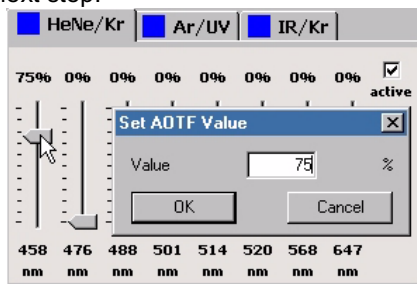 HeNe/Kr Ar/UV IR/Kr
75% 0% 0% 0% 0% 0% 0% 0% active
Set AOTF Value
Value 75 %
OK Cancel
458 476 488 501 514 520 568 647
nm nm nm nm nm nm nm nm